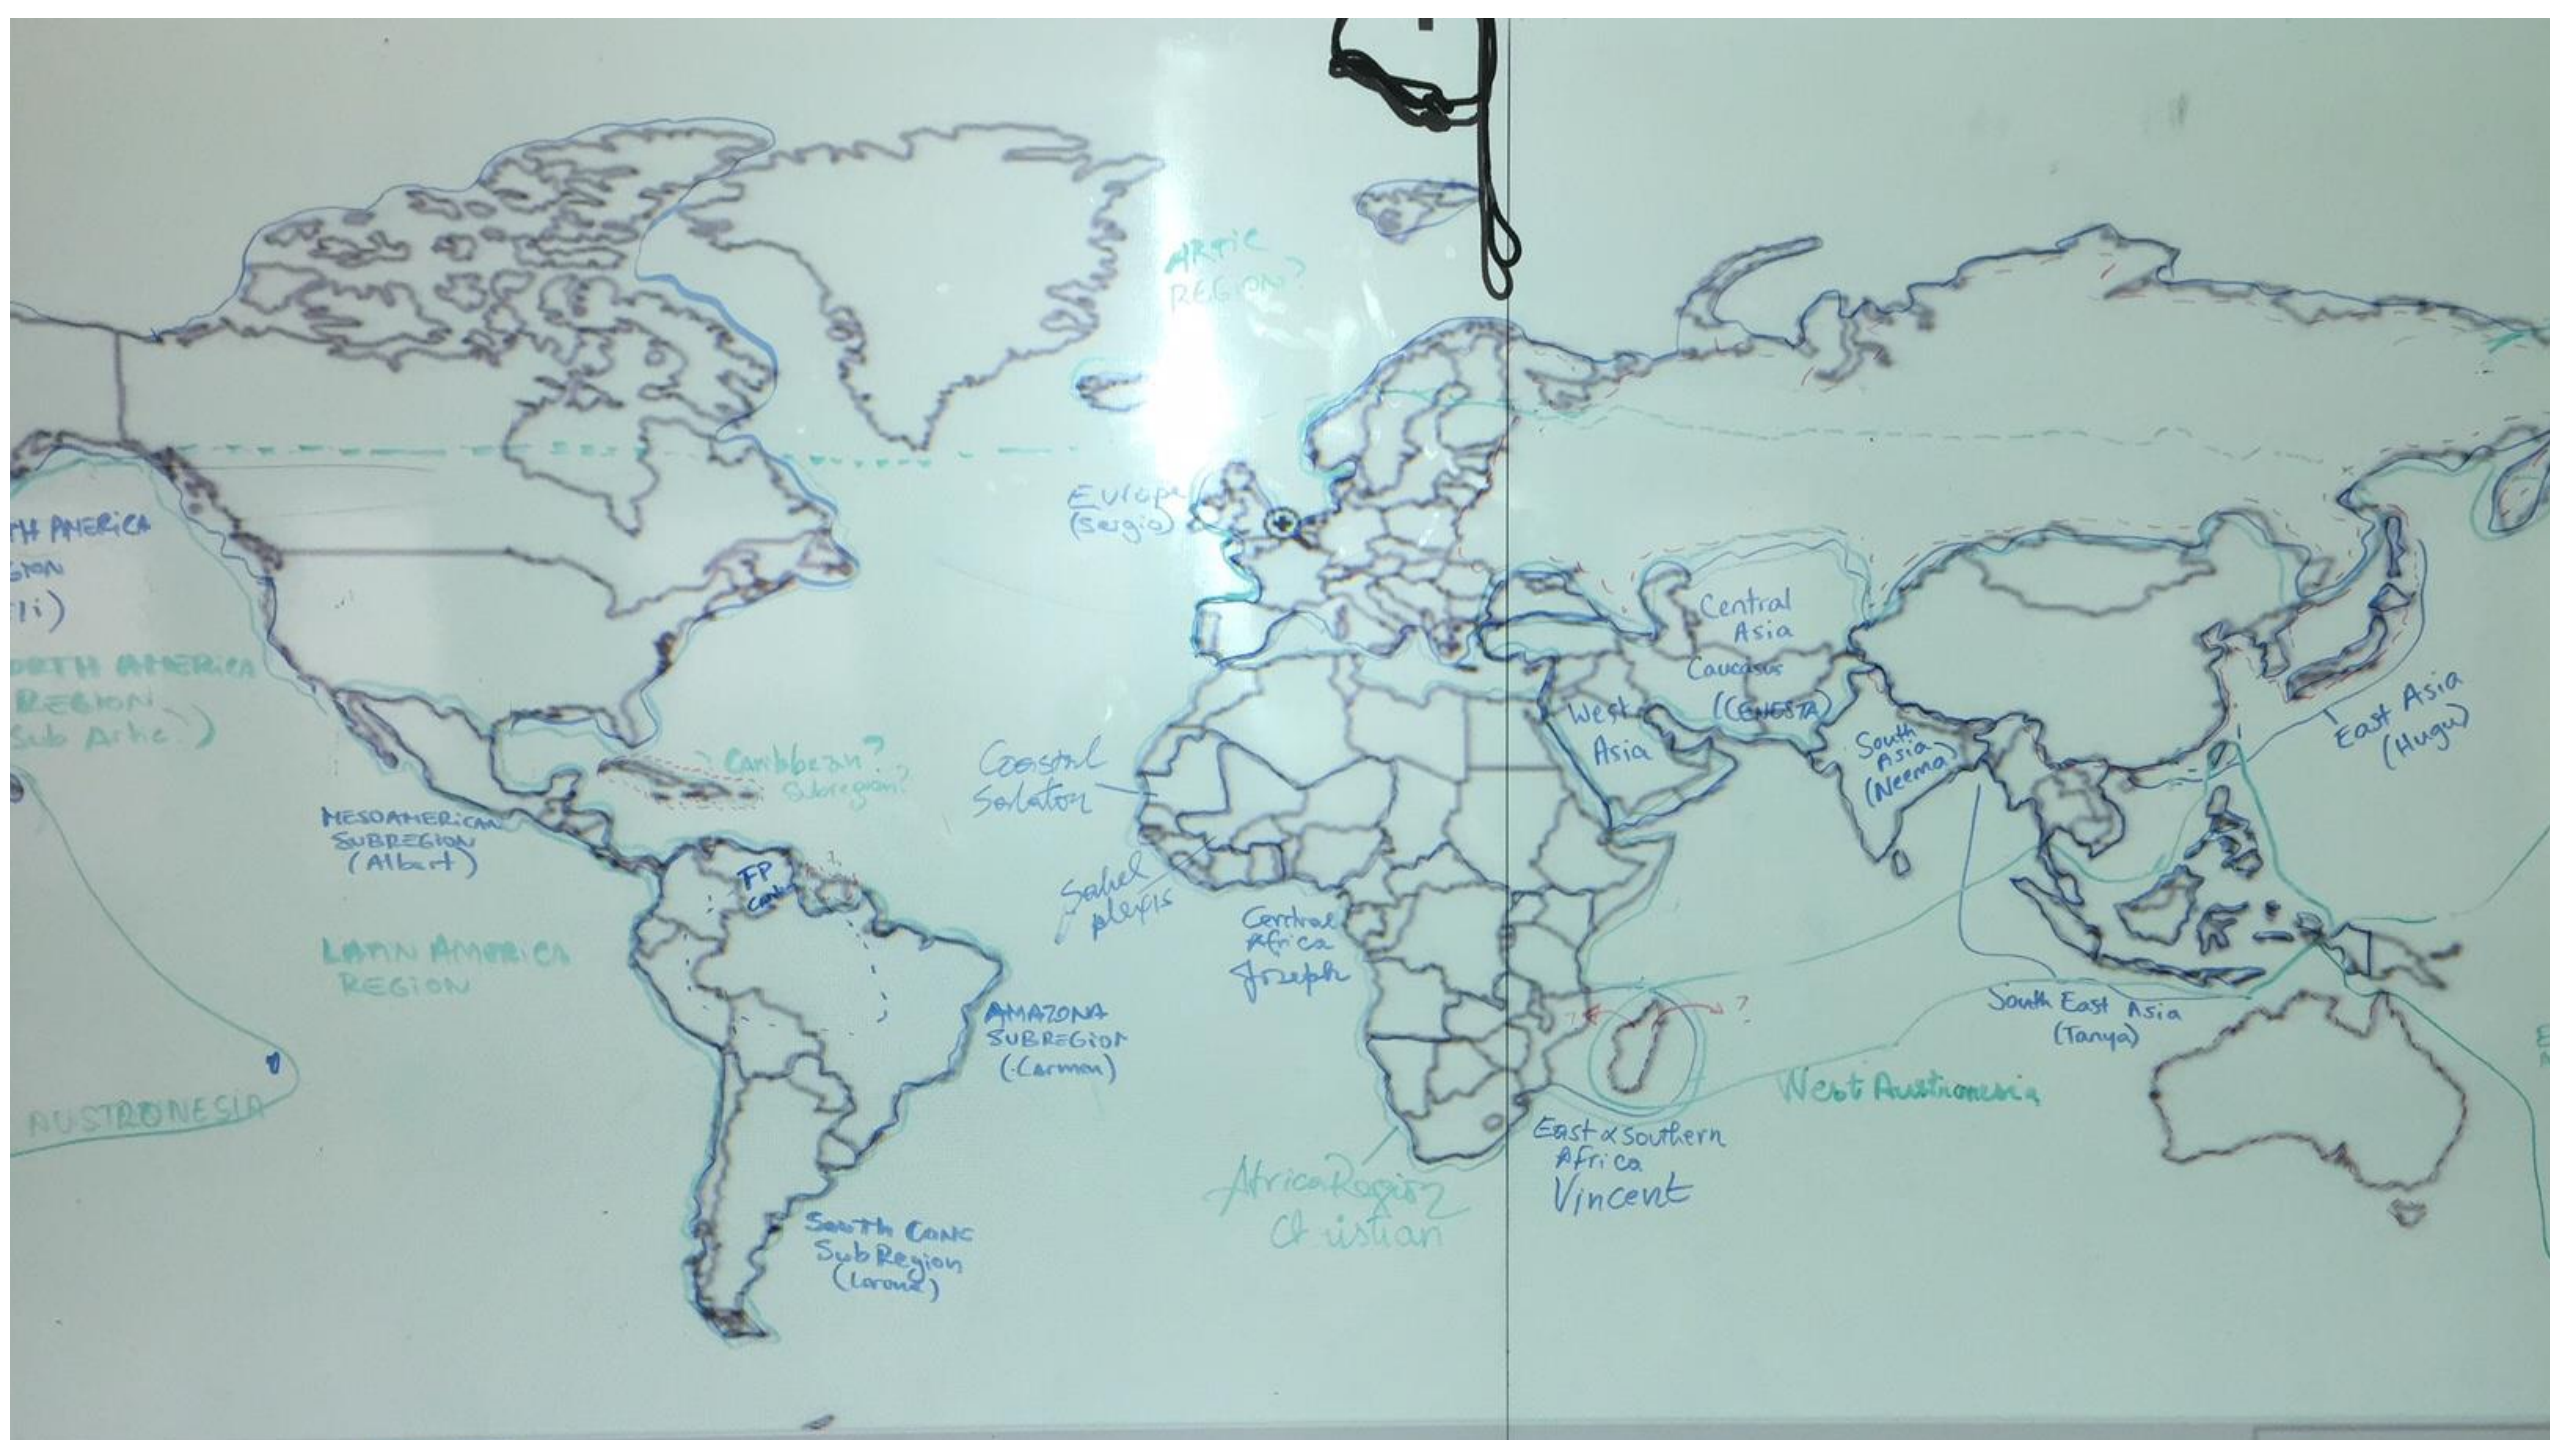 ARTIC
REGION?
Europe
(Sergio)
TH AMERICA
GION
li)
ORTH AMERICA
REGION
Sub Artic)
Caribbean?
Subregion?
MESOAMERICAN
SUBREGION
(Albert)
FP
LATIN AMERICA
REGION
AMAZONA
SUBREGION
(Carmen)
SOUTH CONE
SubRegion
AUSTRONESIA
Coastal
Sahel
Central
Africa
Joseph
Africa Region
Christian
East & Southern
Africa
Vincent
Central
Asia
Caucasus
(CENESTA)
West
Asia
South
Asia
(Neema)
East Asia
(Hugu)
South East Asia
(Tanya)
West Austronesia
?